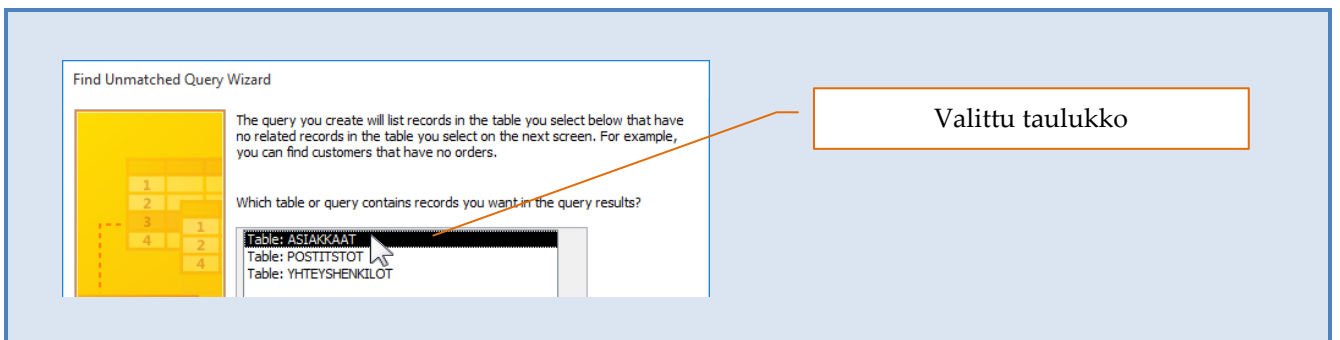 Find Unmatched Query Wizard
The query you create will list records in the table you select below that have
no related records in the table you select on the next screen. For example,
you can find customers that have no orders.
Which table or query contains records you want in the query results?
Table: ASIAKKAAT
Table: POSTITSTOT
Table: YHTEYSHENKILOT
1
2
3
4
1
2
4
Valittu taulukko